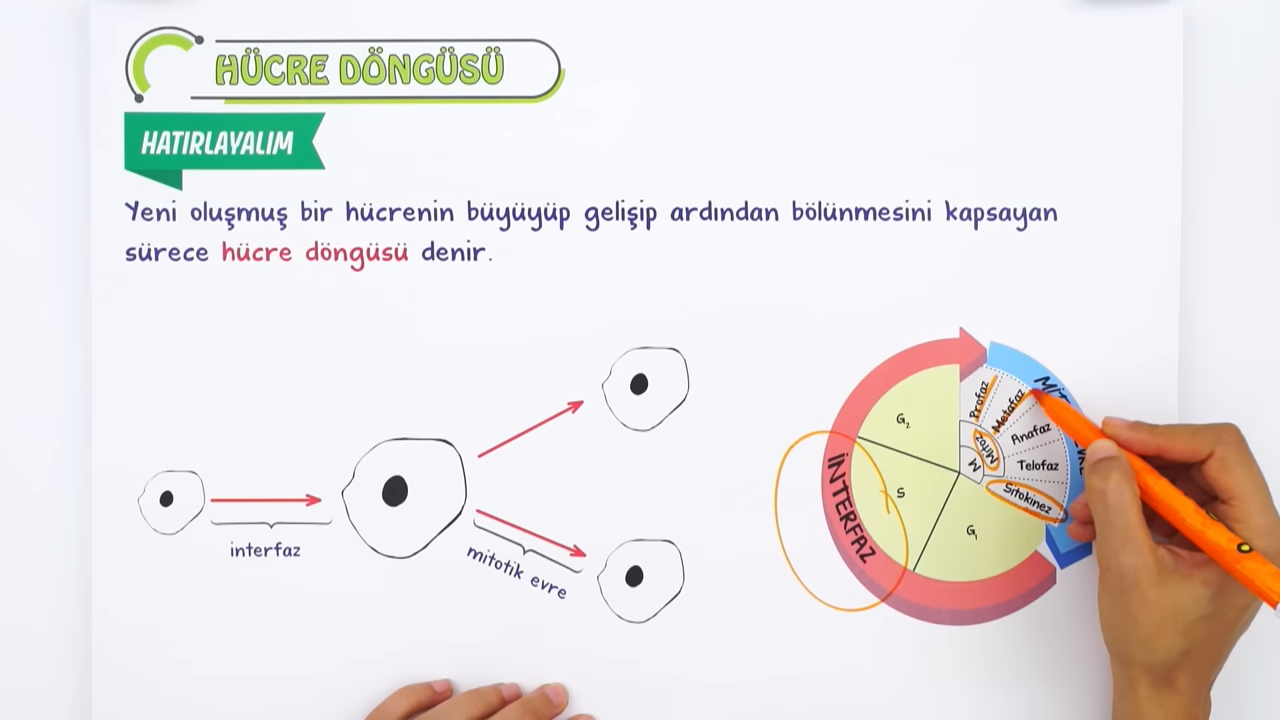 HÜCRE DÖNGÜSÜ
HATIRLAYALIM
Yeni oluşmuş bir hücrenin büyüyüp gelişip ardından bölünmesini kapsayan
sürece hücre döngüsü denir.
interfaz
mitotik evre
İNTERFAZ
G₂
S
G₁
M
Mitoz
Profaz
Metafaz
Anafaz
Telofaz
Sitokinez